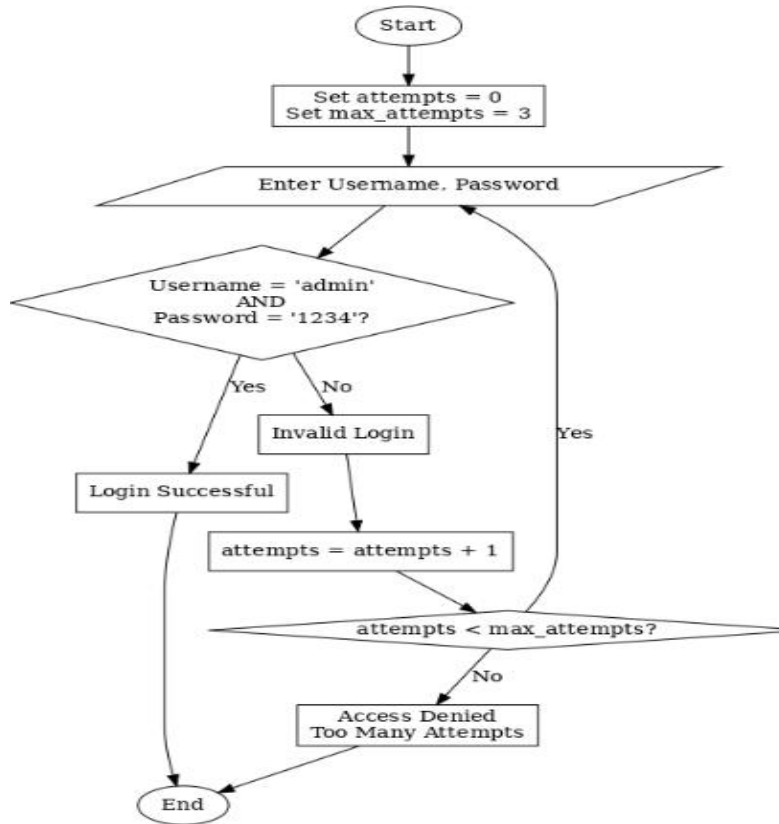 Start
Set attempts = 0
Set max_attempts = 3
Enter Username, Password
Username = 'admin'
AND
Password = '1234'?
Yes
No
Invalid Login
Yes
Login Successful
attempts = attempts + 1
attempts < max_attempts?
No
Access Denied
Too Many Attempts
End